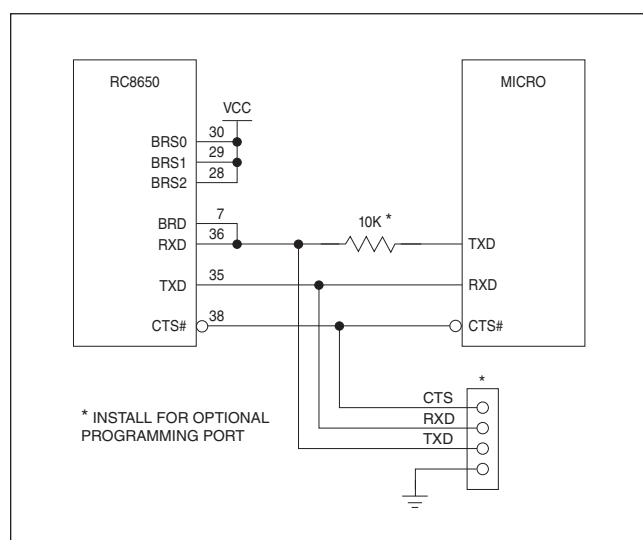 RC8650
MICRO
VCC
BRS0 30
BRS1 29
BRS2 28
BRD 7
RXD 36
10K *
TXD
TXD 35
RXD
CTS# 38
CTS#
*
CTS
RXD
TXD
* INSTALL FOR OPTIONAL
PROGRAMMING PORT